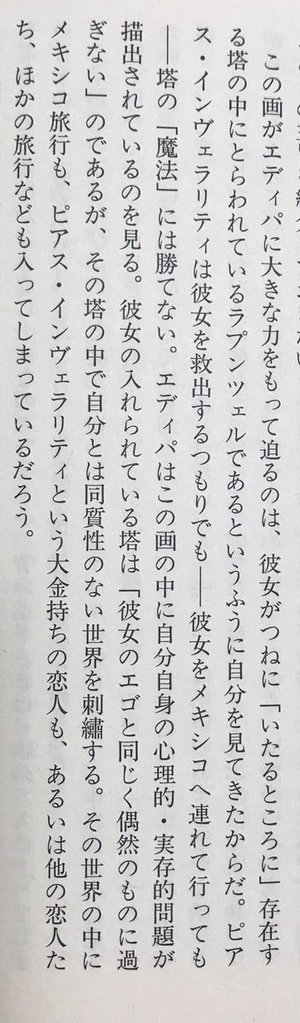 この画がエディパに大きな力をもって迫るのは、彼女がつねに「いたるところに」存在す
る塔の中にとらわれているラプンツェルであるというふうに自分を見てきたからだ。ピア
ス・インヴェラリティは彼女を救出するつもりでも——彼女をメキシコへ連れて行っても
——塔の「魔法」には勝てない。エディパはこの画の中に自分自身の心理的・実存的問題が
描出されているのを見る。彼女の入れられている塔は「彼女のエゴと同じく偶然のものに過
ぎない」のであるが、その塔の中で自分とは同質性のない世界を刺繡する。その世界の中に
メキシコ旅行も、ピアス・インヴェラリティという大金持ちの恋人も、あるいは他の恋人た
ち、ほかの旅行なども入ってしまっているだろう。